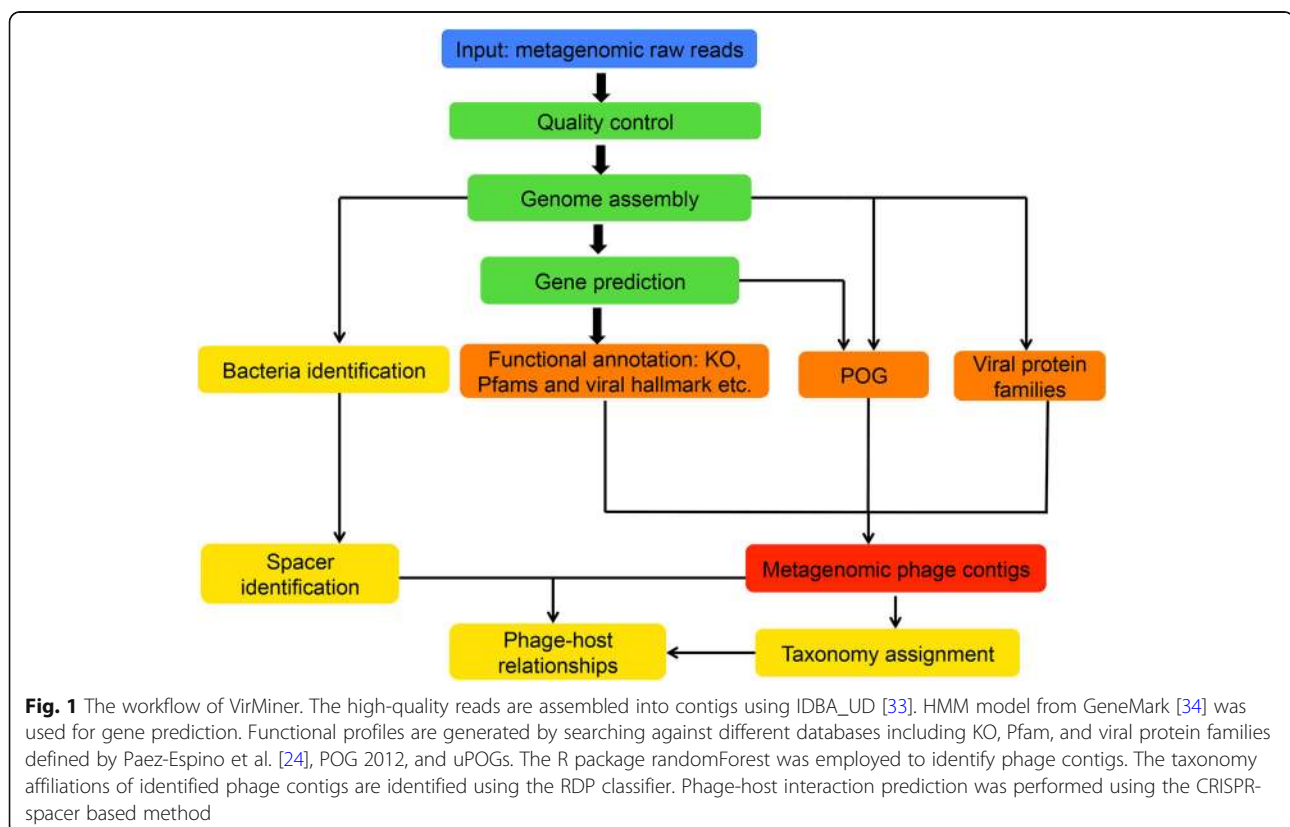 Input: metagenomic raw reads
Quality control
Genome assembly
Gene prediction
Bacteria identification
Functional annotation: KO,
Pfams and viral hallmark etc.
POG
Viral protein
families
Spacer
identification
Metagenomic phage contigs
Phage-host
relationships
Taxonomy assignment
Fig. 1 The workflow of VirMiner. The high-quality reads are assembled into contigs using IDBA_UD [33]. HMM model from GeneMark [34] was
used for gene prediction. Functional profiles are generated by searching against different databases including KO, Pfam, and viral protein families
defined by Paez-Espino et al. [24], POG 2012, and uPOGs. The R package randomForest was employed to identify phage contigs. The taxonomy
affiliations of identified phage contigs are identified using the RDP classifier. Phage-host interaction prediction was performed using the CRISPR-
spacer based method